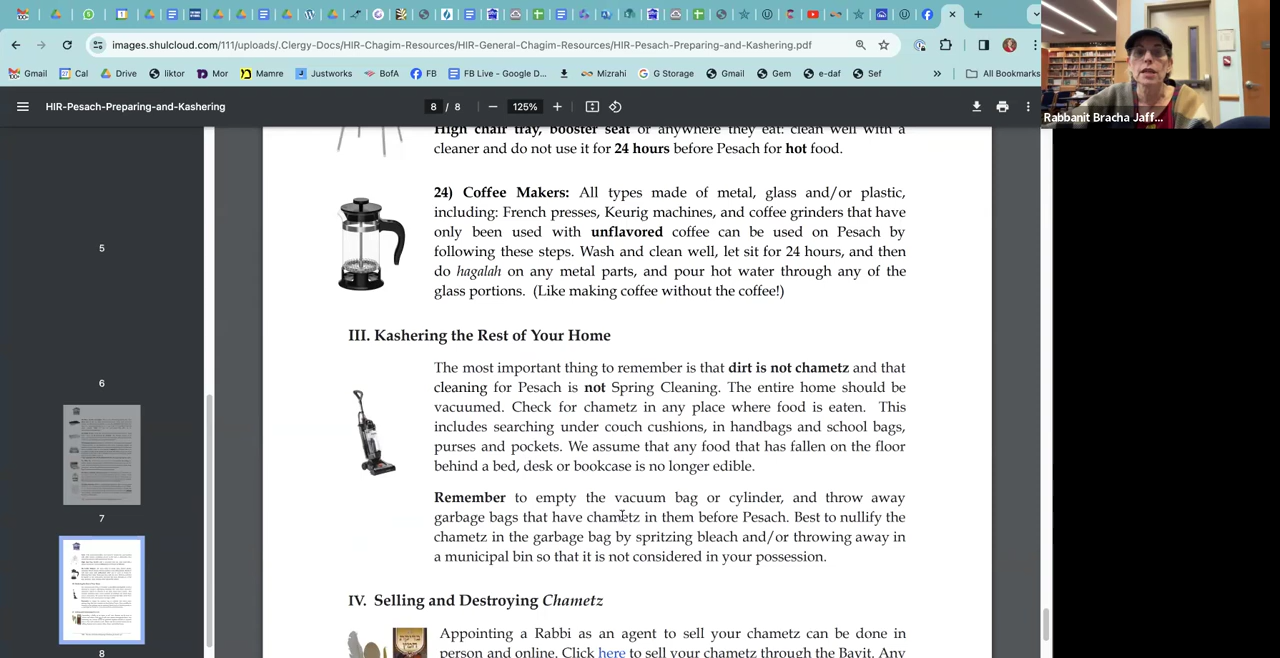 images.shulcloud.com/111/uploads/.Clergy-Docs/HIR-Chagim-Resources/HIR-General-Chagim-Resources/HIR-Pesach-Preparing-and-Kashering.pdf
Gmail Cal Drive liktor Mor Mamre Justworks BofA FB FB Live - Google D... Mizrahi G Storage Gmail Gem e-daf Sef » All Bookmarks
HIR-Pesach-Preparing-and-Kashering 8 / 8 125%
Rabbanit Bracha Jaff...
High chair tray, booster seat or anywhere they eat: clean well with a
cleaner and do not use it for 24 hours before Pesach for hot food.
24) Coffee Makers: All types made of metal, glass and/or plastic,
including: French presses, Keurig machines, and coffee grinders that have
only been used with unflavored coffee can be used on Pesach by
following these steps. Wash and clean well, let sit for 24 hours, and then
do hagalah on any metal parts, and pour hot water through any of the
glass portions. (Like making coffee without the coffee!)
III. Kashering the Rest of Your Home
The most important thing to remember is that dirt is not chametz and that
cleaning for Pesach is not Spring Cleaning. The entire home should be
vacuumed. Check for chametz in any place where food is eaten. This
includes searching under couch cushions, in handbags and school bags,
purses and pockets. We assume that any food that has fallen on the floor
behind a bed, desk or bookcase is no longer edible.
Remember to empty the vacuum bag or cylinder, and throw away
garbage bags that have chametz in them before Pesach. Best to nullify the
chametz in the garbage bag by spritzing bleach and/or throwing away in
a municipal bin so that it is not considered in your possession.
IV. Selling and Destroying Chametz
Appointing a Rabbi as an agent to sell your chametz can be done in
person and online. Click here to sell your chametz through the Bayit. Any
5
6
7
8